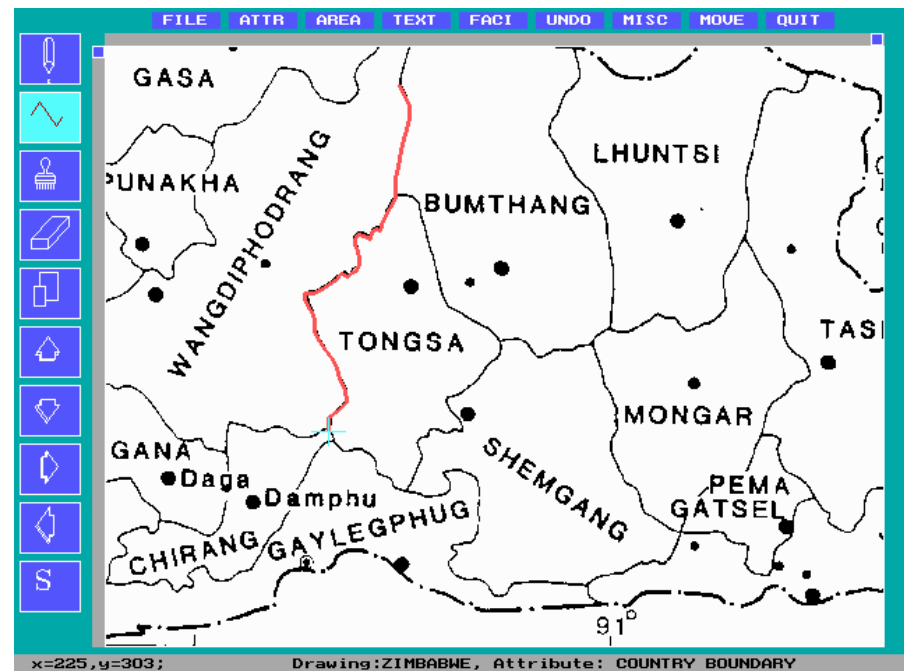 FILE ATTR AREA TEXT FACI UNDO MISC MOVE QUIT
GASA
LHUNTSI
PUNAKHA
BUMTHANG
WANGDIPHODRANG
TONGSA
TASI
MONGAR
GANA
SHEMGANG
Daga
PEMA
Damphu
GATSEL
GAYLEGPHUG
CHIRANG
S
91°
x=225,y=303; Drawing:ZIMBABWE, Attribute: COUNTRY BOUNDARY